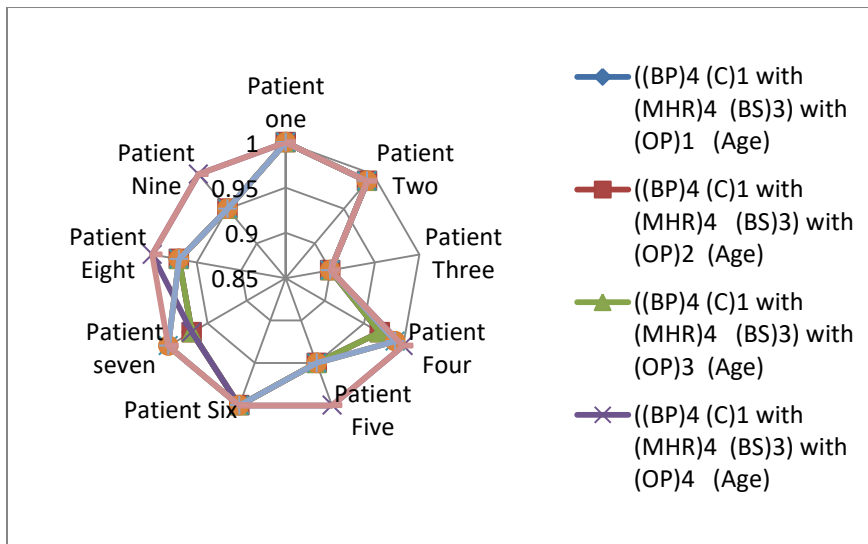 Patient
one
Patient
Two
Patient
Three
Patient
Four
Patient
Five
Patient Six
Patient
seven
Patient
Eight
Patient
Nine
1
0.95
0.9
0.85
((BP)4 (C)1 with
(MHR)4 (BS)3) with
(OP)1 (Age)
((BP)4 (C)1 with
(MHR)4 (BS)3) with
(OP)2 (Age)
((BP)4 (C)1 with
(MHR)4 (BS)3) with
(OP)3 (Age)
((BP)4 (C)1 with
(MHR)4 (BS)3) with
(OP)4 (Age)